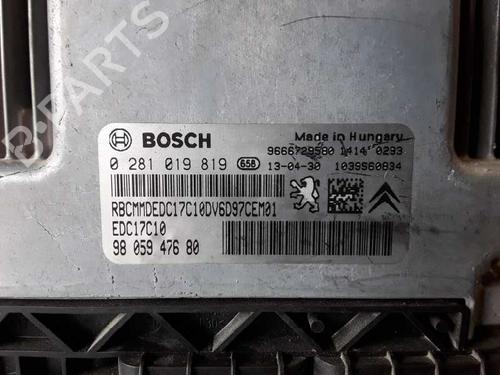 BOSCH
Made in Hungary
9666729580 1414 0293
0 281 019 819 658
13-04-30 1039S60834
RBCMMDEDC17C10DV6D97CEM01
EDC17C10
98 059 476 80